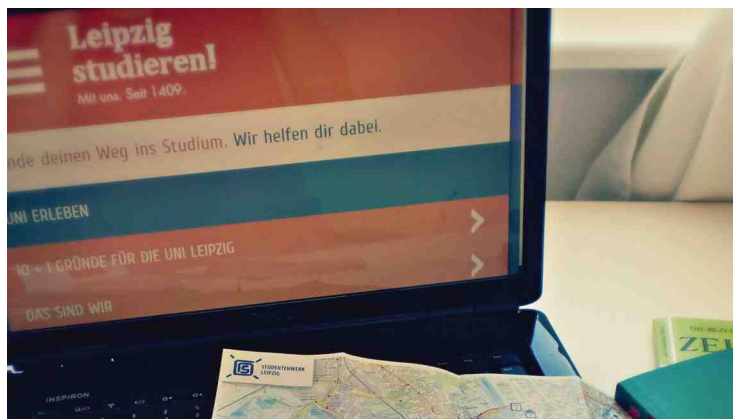 Leipzig
studieren!
Mit uns. Seit 1409.
nde deinen Weg ins Studium. Wir helfen dir dabei.
UNI ERLEBEN
10 + 1 GRÜNDE FÜR DIE UNI LEIPZIG
DAS SIND WIR
INSPIRON
STUDENTENWERK
LEIPZIG
ZEI